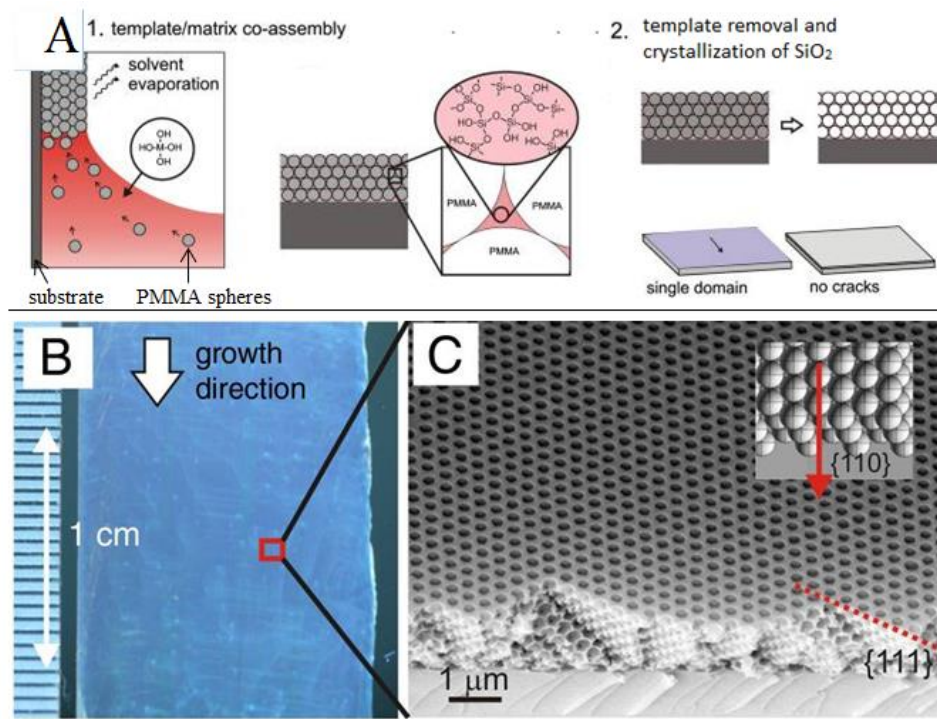 A
1. template/matrix co-assembly
solvent
evaporation
OH
HO-M-OH
OH
substrate
PMMA spheres
PMMA
PMMA
PMMA
2. template removal and
crystallization of SiO2
single domain
no cracks
B
growth
direction
1 cm
C
{110}
{111}
1 μm